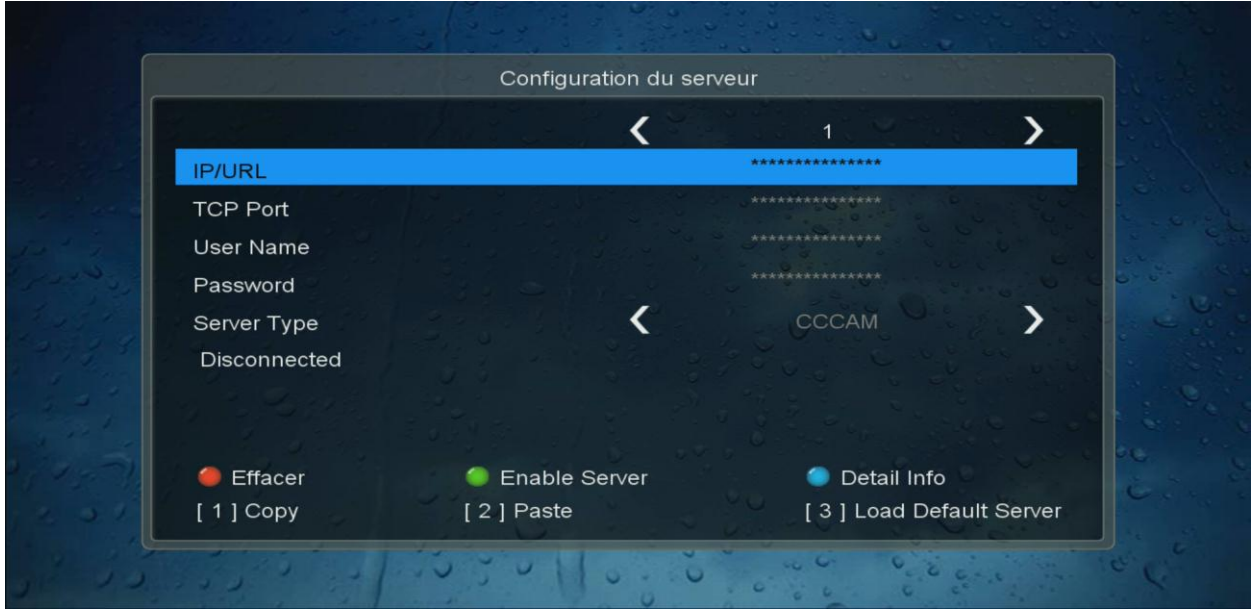 Configuration du serveur
1
IP/URL ***************
TCP Port ***************
User Name ***************
Password ***************
Server Type CCCAM
Disconnected
Effacer Enable Server Detail Info
[ 1 ] Copy [ 2 ] Paste [ 3 ] Load Default Server